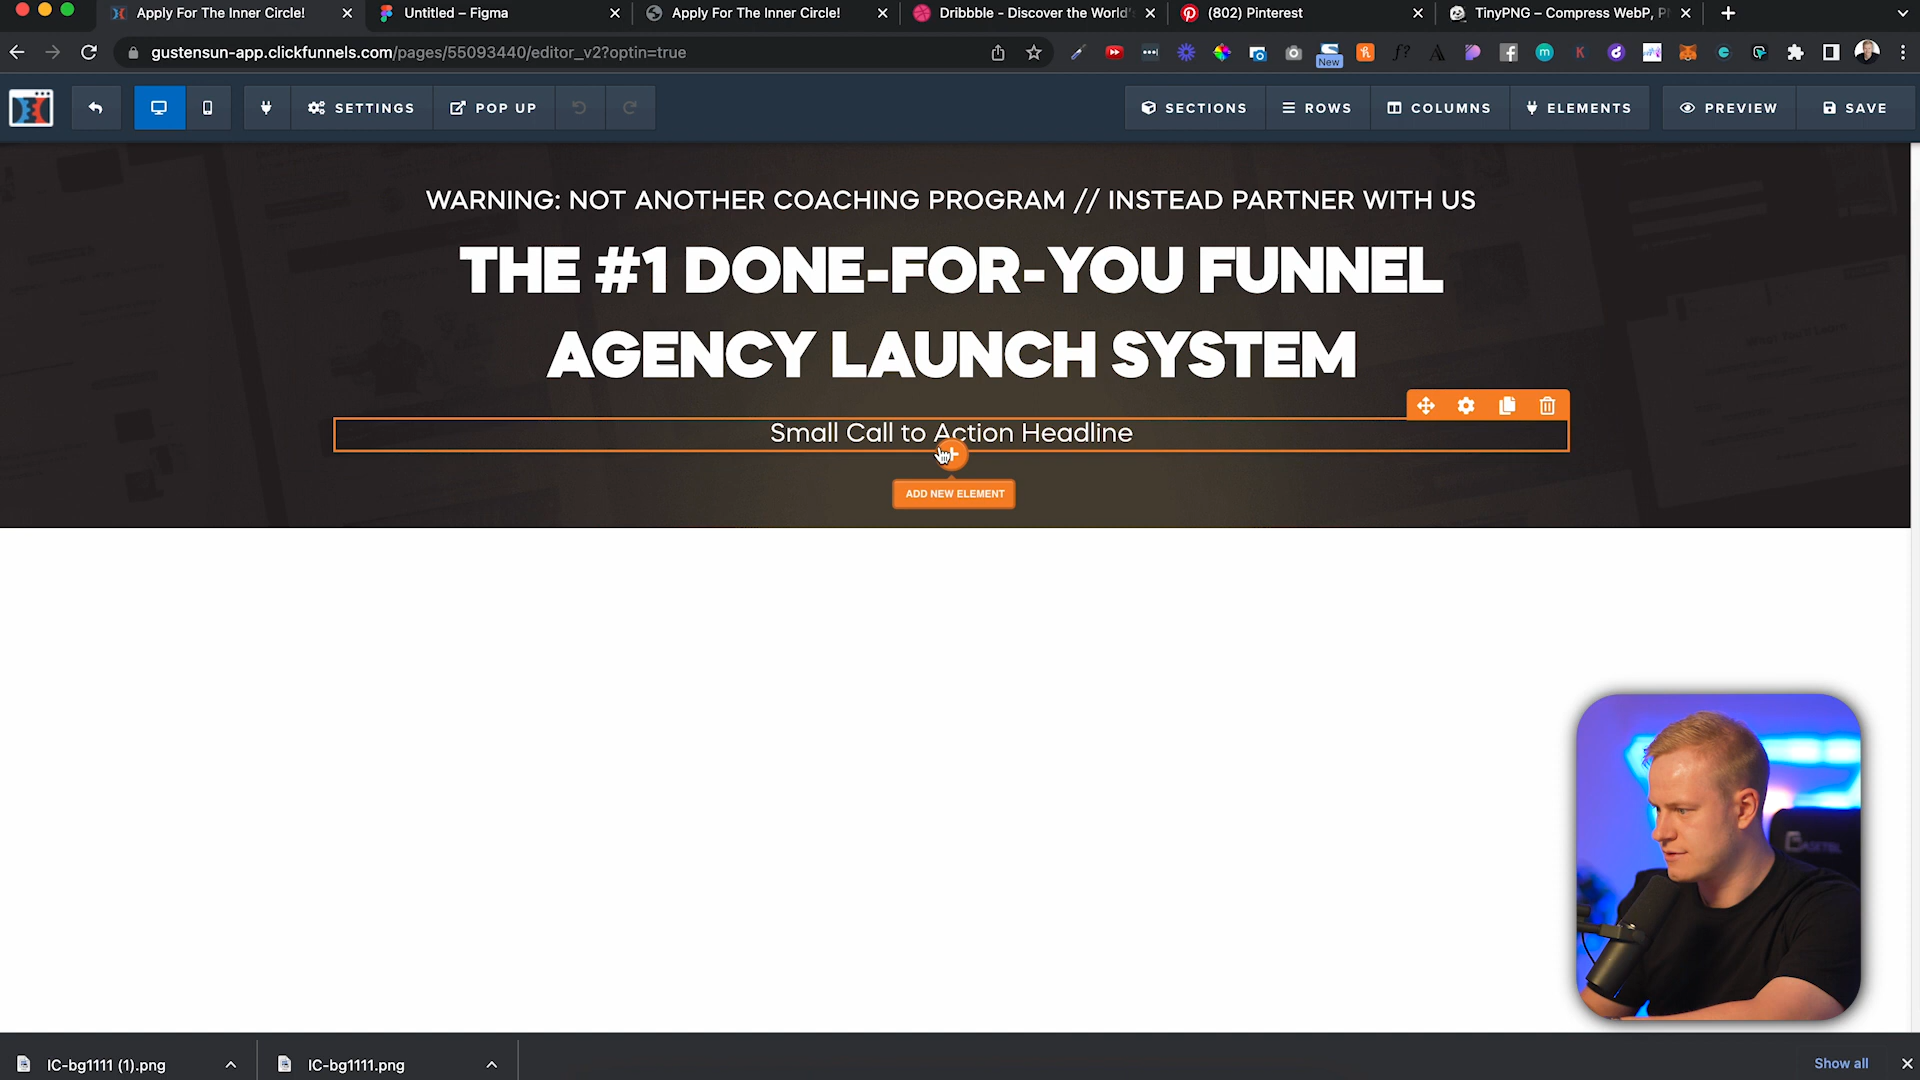 Apply For The Inner Circle!
Untitled – Figma
Apply For The Inner Circle!
Dribbble - Discover the World'
(802) Pinterest
TinyPNG – Compress WebP, P
gustensun-app.clickfunnels.com/pages/55093440/editor_v2?optin=true
New
SETTINGS
POP UP
SECTIONS
ROWS
COLUMNS
ELEMENTS
PREVIEW
SAVE
WARNING: NOT ANOTHER COACHING PROGRAM // INSTEAD PARTNER WITH US
THE #1 DONE-FOR-YOU FUNNEL
AGENCY LAUNCH SYSTEM
Small Call to Action Headline
ADD NEW ELEMENT
IC-bg1111 (1).png
IC-bg1111.png
Show all